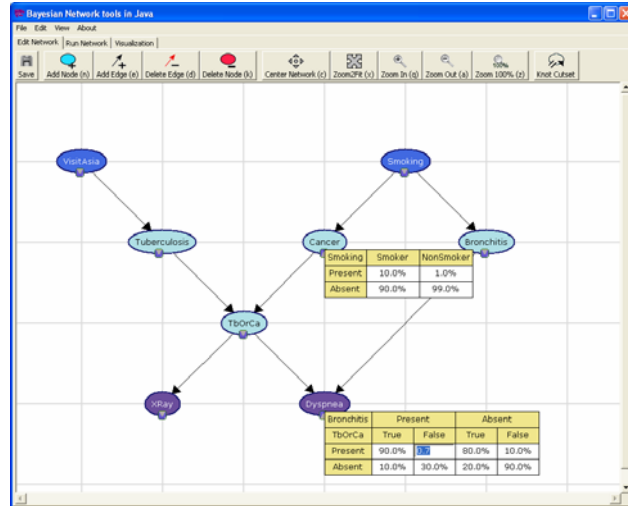 Bayesian Network tools in Java
File Edit View About
Edit Network Run Network Visualization
Save Add Node (n) Add Edge (e) Delete Edge (d) Delete Node (k) Center Network (c) Zoom2Fit (x) Zoom In (q) Zoom Out (a) Zoom 100% (z) Knot Cutset
VisitAsia Smoking
Tuberculosis Cancer Bronchitis
Smoking Smoker NonSmoker
Present 10.0% 1.0%
Absent 90.0% 99.0%
TbOrCa
XRay Dyspnea
Bronchitis Present Absent
TbOrCa True False True False
Present 90.0% 0.7 80.0% 10.0%
Absent 10.0% 30.0% 20.0% 90.0%